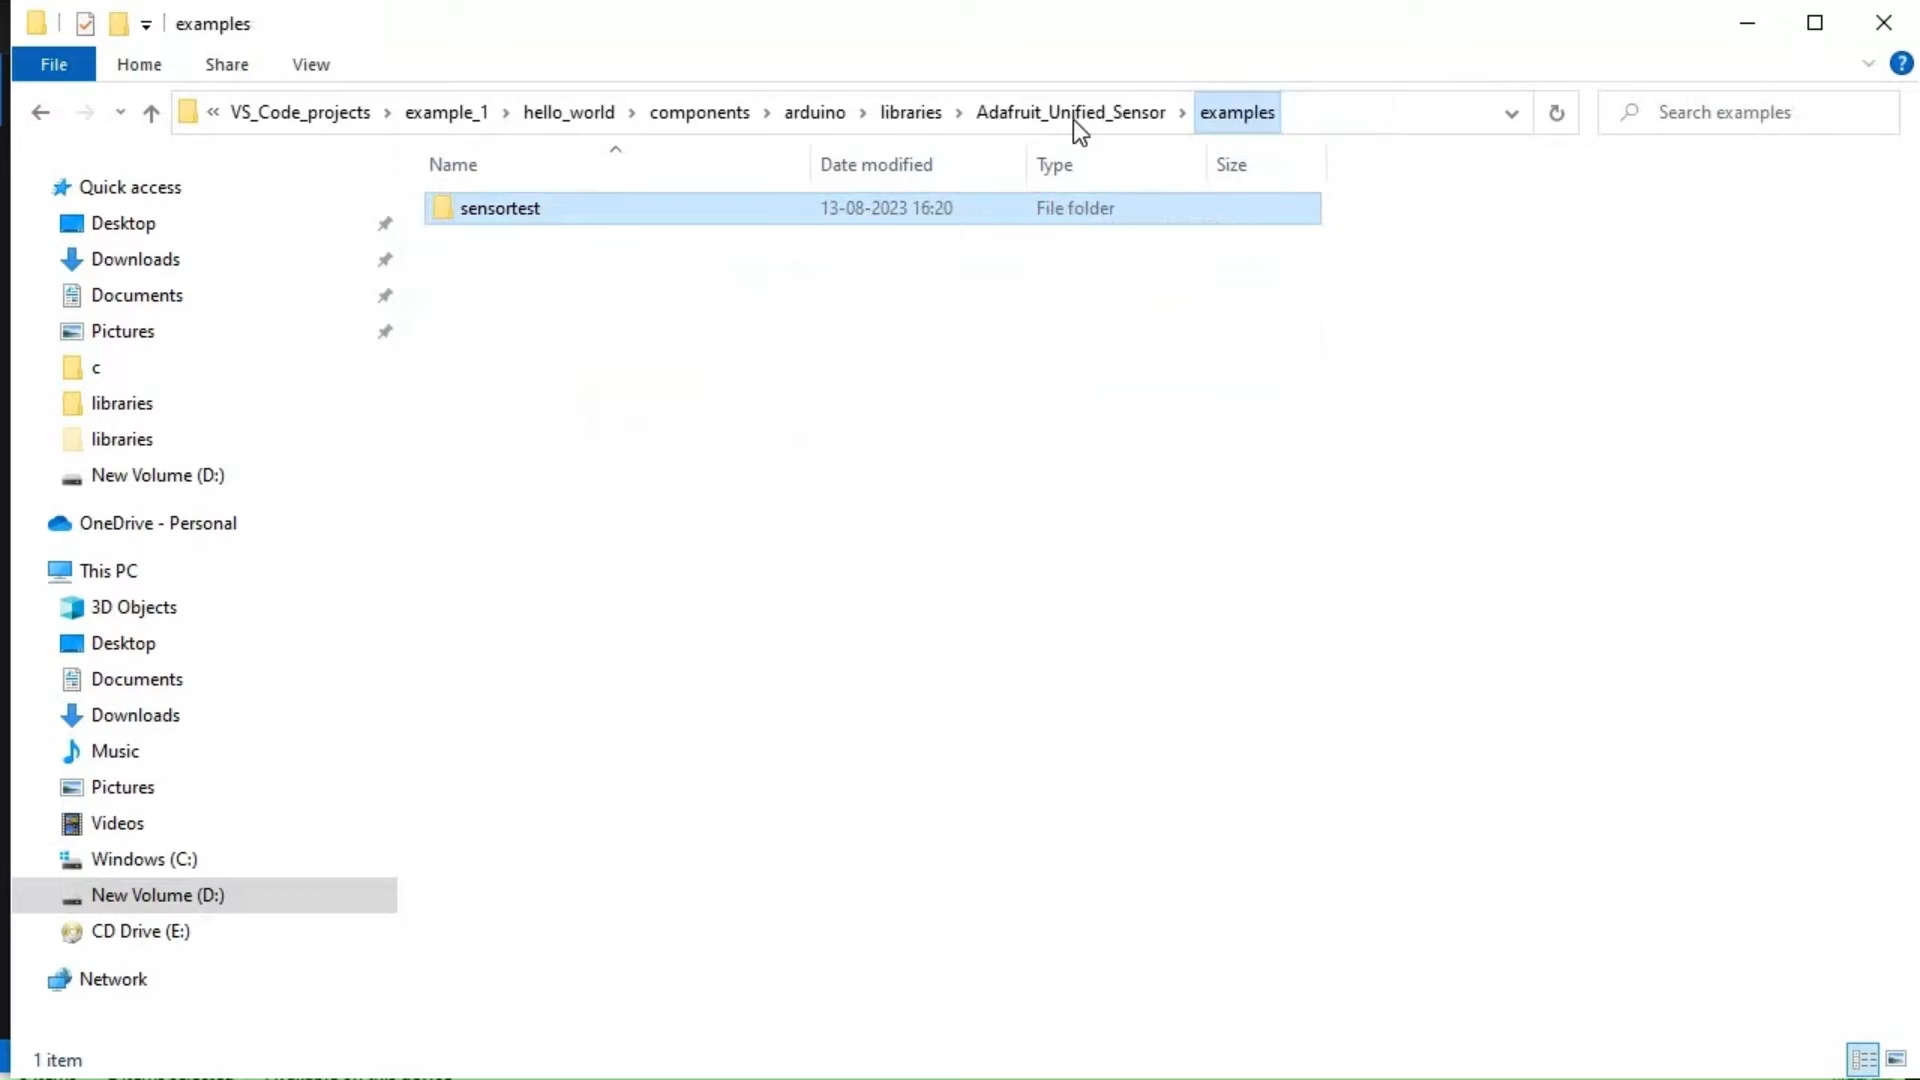 examples
File Home Share View
« VS_Code_projects › example_1 › hello_world › components › arduino › libraries › Adafruit_Unified_Sensor › examples
Search examples
Name Date modified Type Size
sensortest 13-08-2023 16:20 File folder
Quick access
Desktop
Downloads
Documents
Pictures
c
libraries
libraries
New Volume (D:)
OneDrive - Personal
This PC
3D Objects
Desktop
Documents
Downloads
Music
Pictures
Videos
Windows (C:)
New Volume (D:)
CD Drive (E:)
Network
1 item